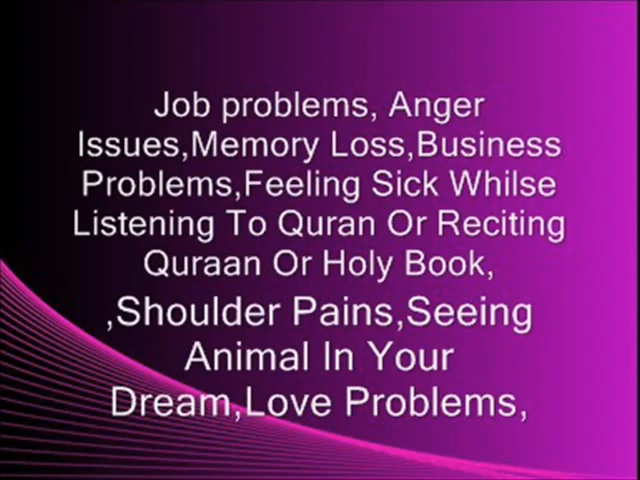 Job problems, Anger
Issues,Memory Loss,Business
Problems,Feeling Sick Whilse
Listening To Quran Or Reciting
Quraan Or Holy Book,
,Shoulder Pains,Seeing
Animal In Your
Dream,Love Problems,